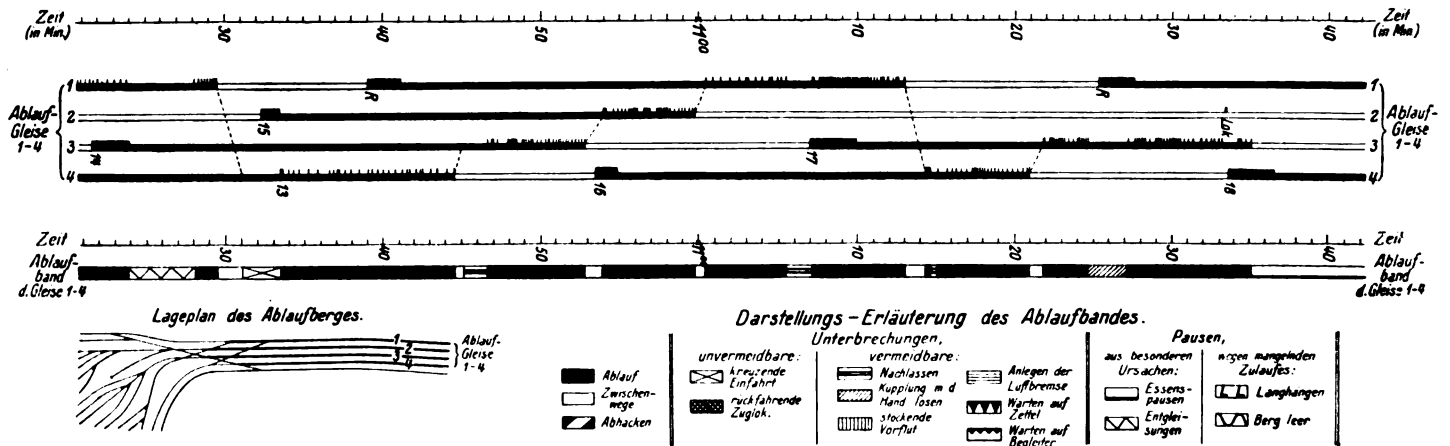 Zeit
(in Min.)
30 40 50 1100 10 20 30 40
Zeit
(in Min.)
Ablauf-
Gleise
1-4
1
2
3
4
R
15
14
13
16
17
R
Lok
18
1
2
3
4
Ablauf-
Gleise
1-4
Zeit
30 40 50 10 20 30 40
Zeit
Ablauf-
band
d. Gleise 1-4
Ablauf-
band
d. Gleise 1-4
Lageplan des Ablaufberges.
1
2
3
4
Ablauf-
Gleise
1-4
Ablauf
Zwischen-
wege
Abhacken
Darstellungs-Erläuterung des Ablaufbandes.
Unterbrechungen,
unvermeidbare:
kreuzende
Einfahrt
rückfahrende
Zuglok.
vermeidbare:
Nachlassen
Kupplung m d
Hand lösen
stockende
Vorflut
Anlegen der
Luftbremse
Warten auf
Zettel
Warten auf
Begleiter
Pausen,
aus besonderen
Ursachen:
Essens-
pausen
Entglei-
sungen
wegen mangelnden
Zulaufes:
Langhängen
Berg leer